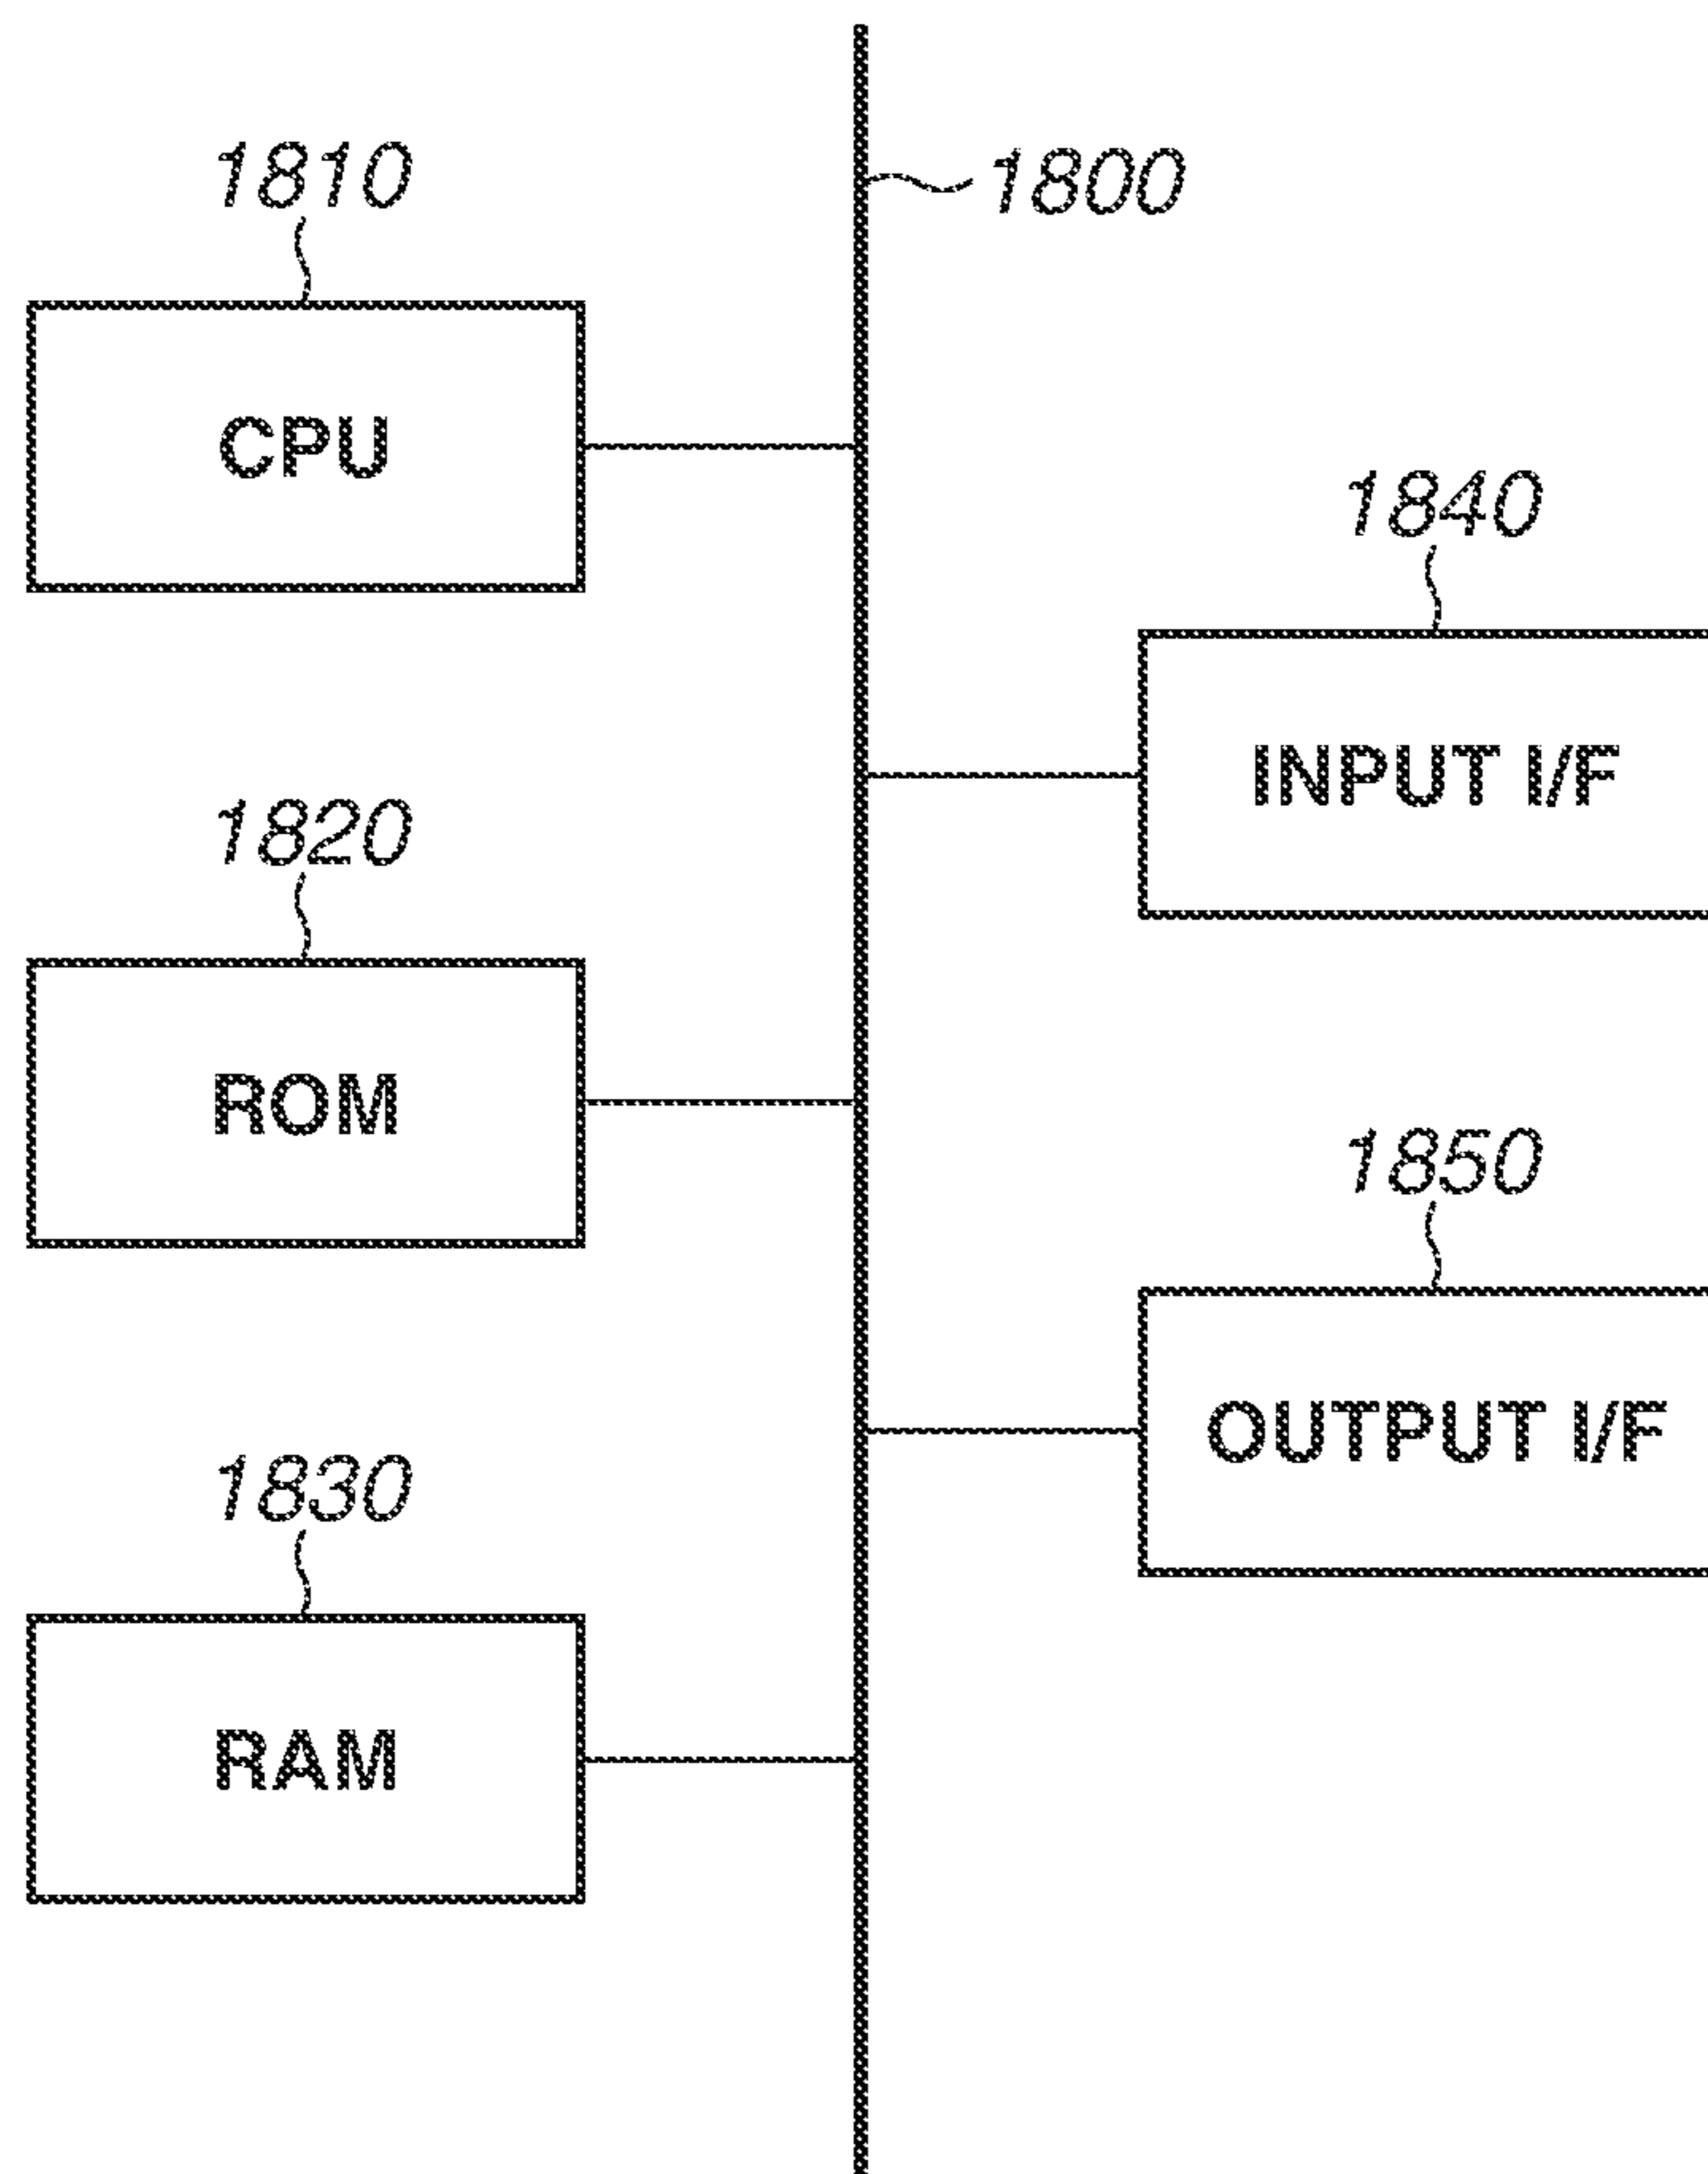 1810
1800
CPU
1840
INPUT I/F
1820
ROM
1850
OUTPUT I/F
1830
RAM